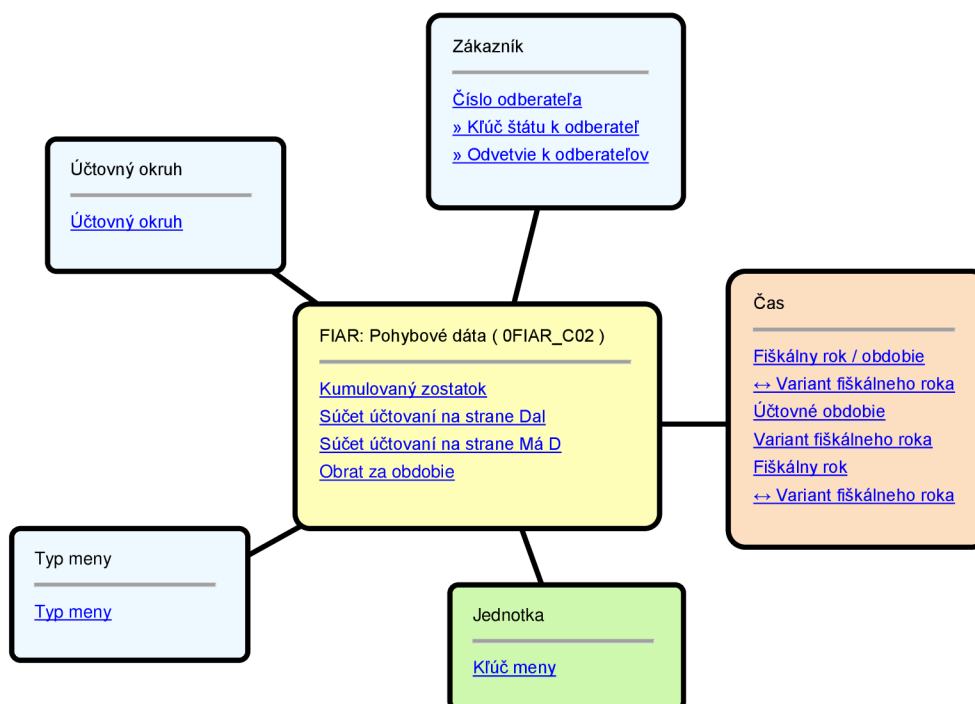 Zákazník
Číslo odberateľa
» Kľúč štátu k odberateľ
» Odvetvie k odberateľov
Účtovný okruh
Účtovný okruh
Čas
Fiškálny rok / obdobie
↔ Variant fiškálneho roka
Účtovné obdobie
Variant fiškálneho roka
Fiškálny rok
↔ Variant fiškálneho roka
FIAR: Pohybové dáta ( 0FIAR_C02 )
Kumulovaný zostatok
Súčet účtovaní na strane Dal
Súčet účtovaní na strane Má D
Obrat za obdobie
Typ meny
Typ meny
Jednotka
Kľúč meny